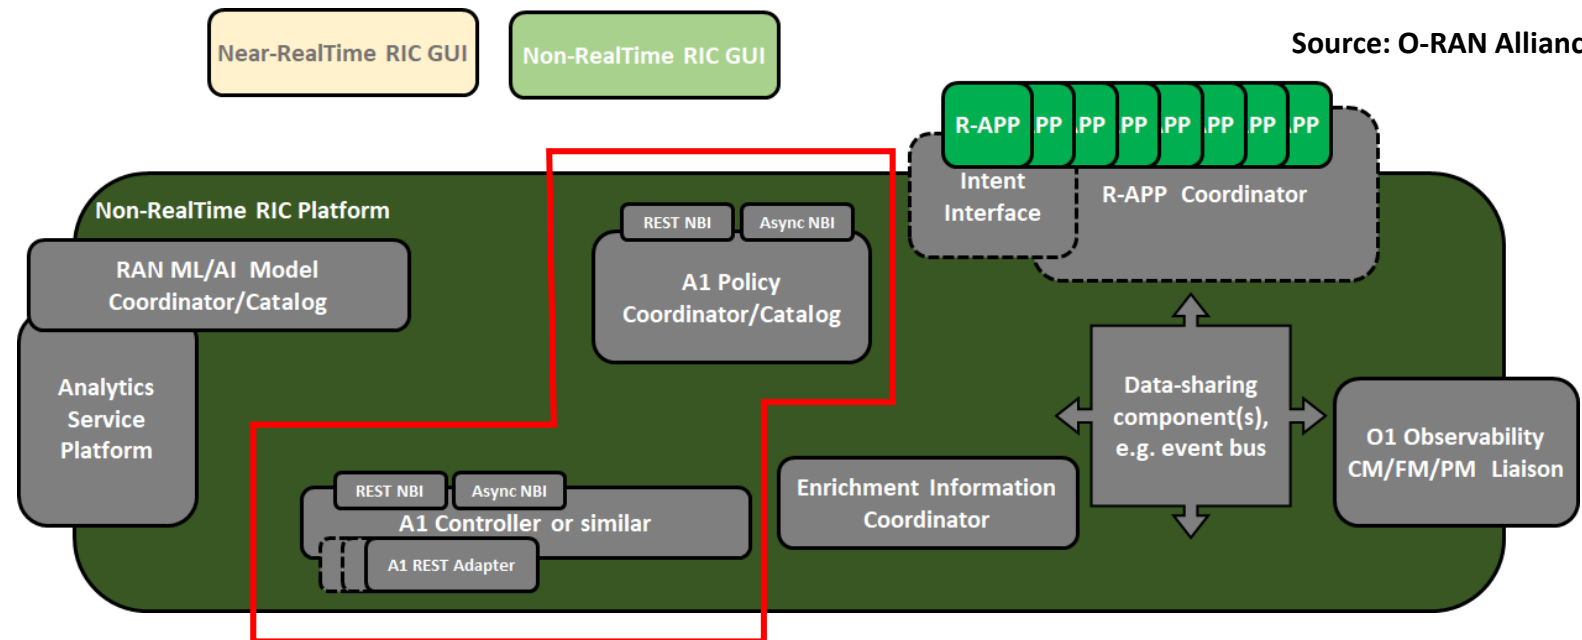 Near-RealTime RIC GUI
Non-RealTime RIC GUI
Source: O-RAN Allianc
R-APP
PP
PP
PP
PP
PP
PP
PP
Intent
Interface
R-APP Coordinator
Non-RealTime RIC Platform
REST NBI
Async NBI
RAN ML/AI Model
Coordinator/Catalog
A1 Policy
Coordinator/Catalog
Analytics
Service
Platform
Data-sharing
component(s),
e.g. event bus
O1 Observability
CM/FM/PM Liaison
REST NBI
Async NBI
A1 Controller or similar
A1 REST Adapter
Enrichment Information
Coordinator